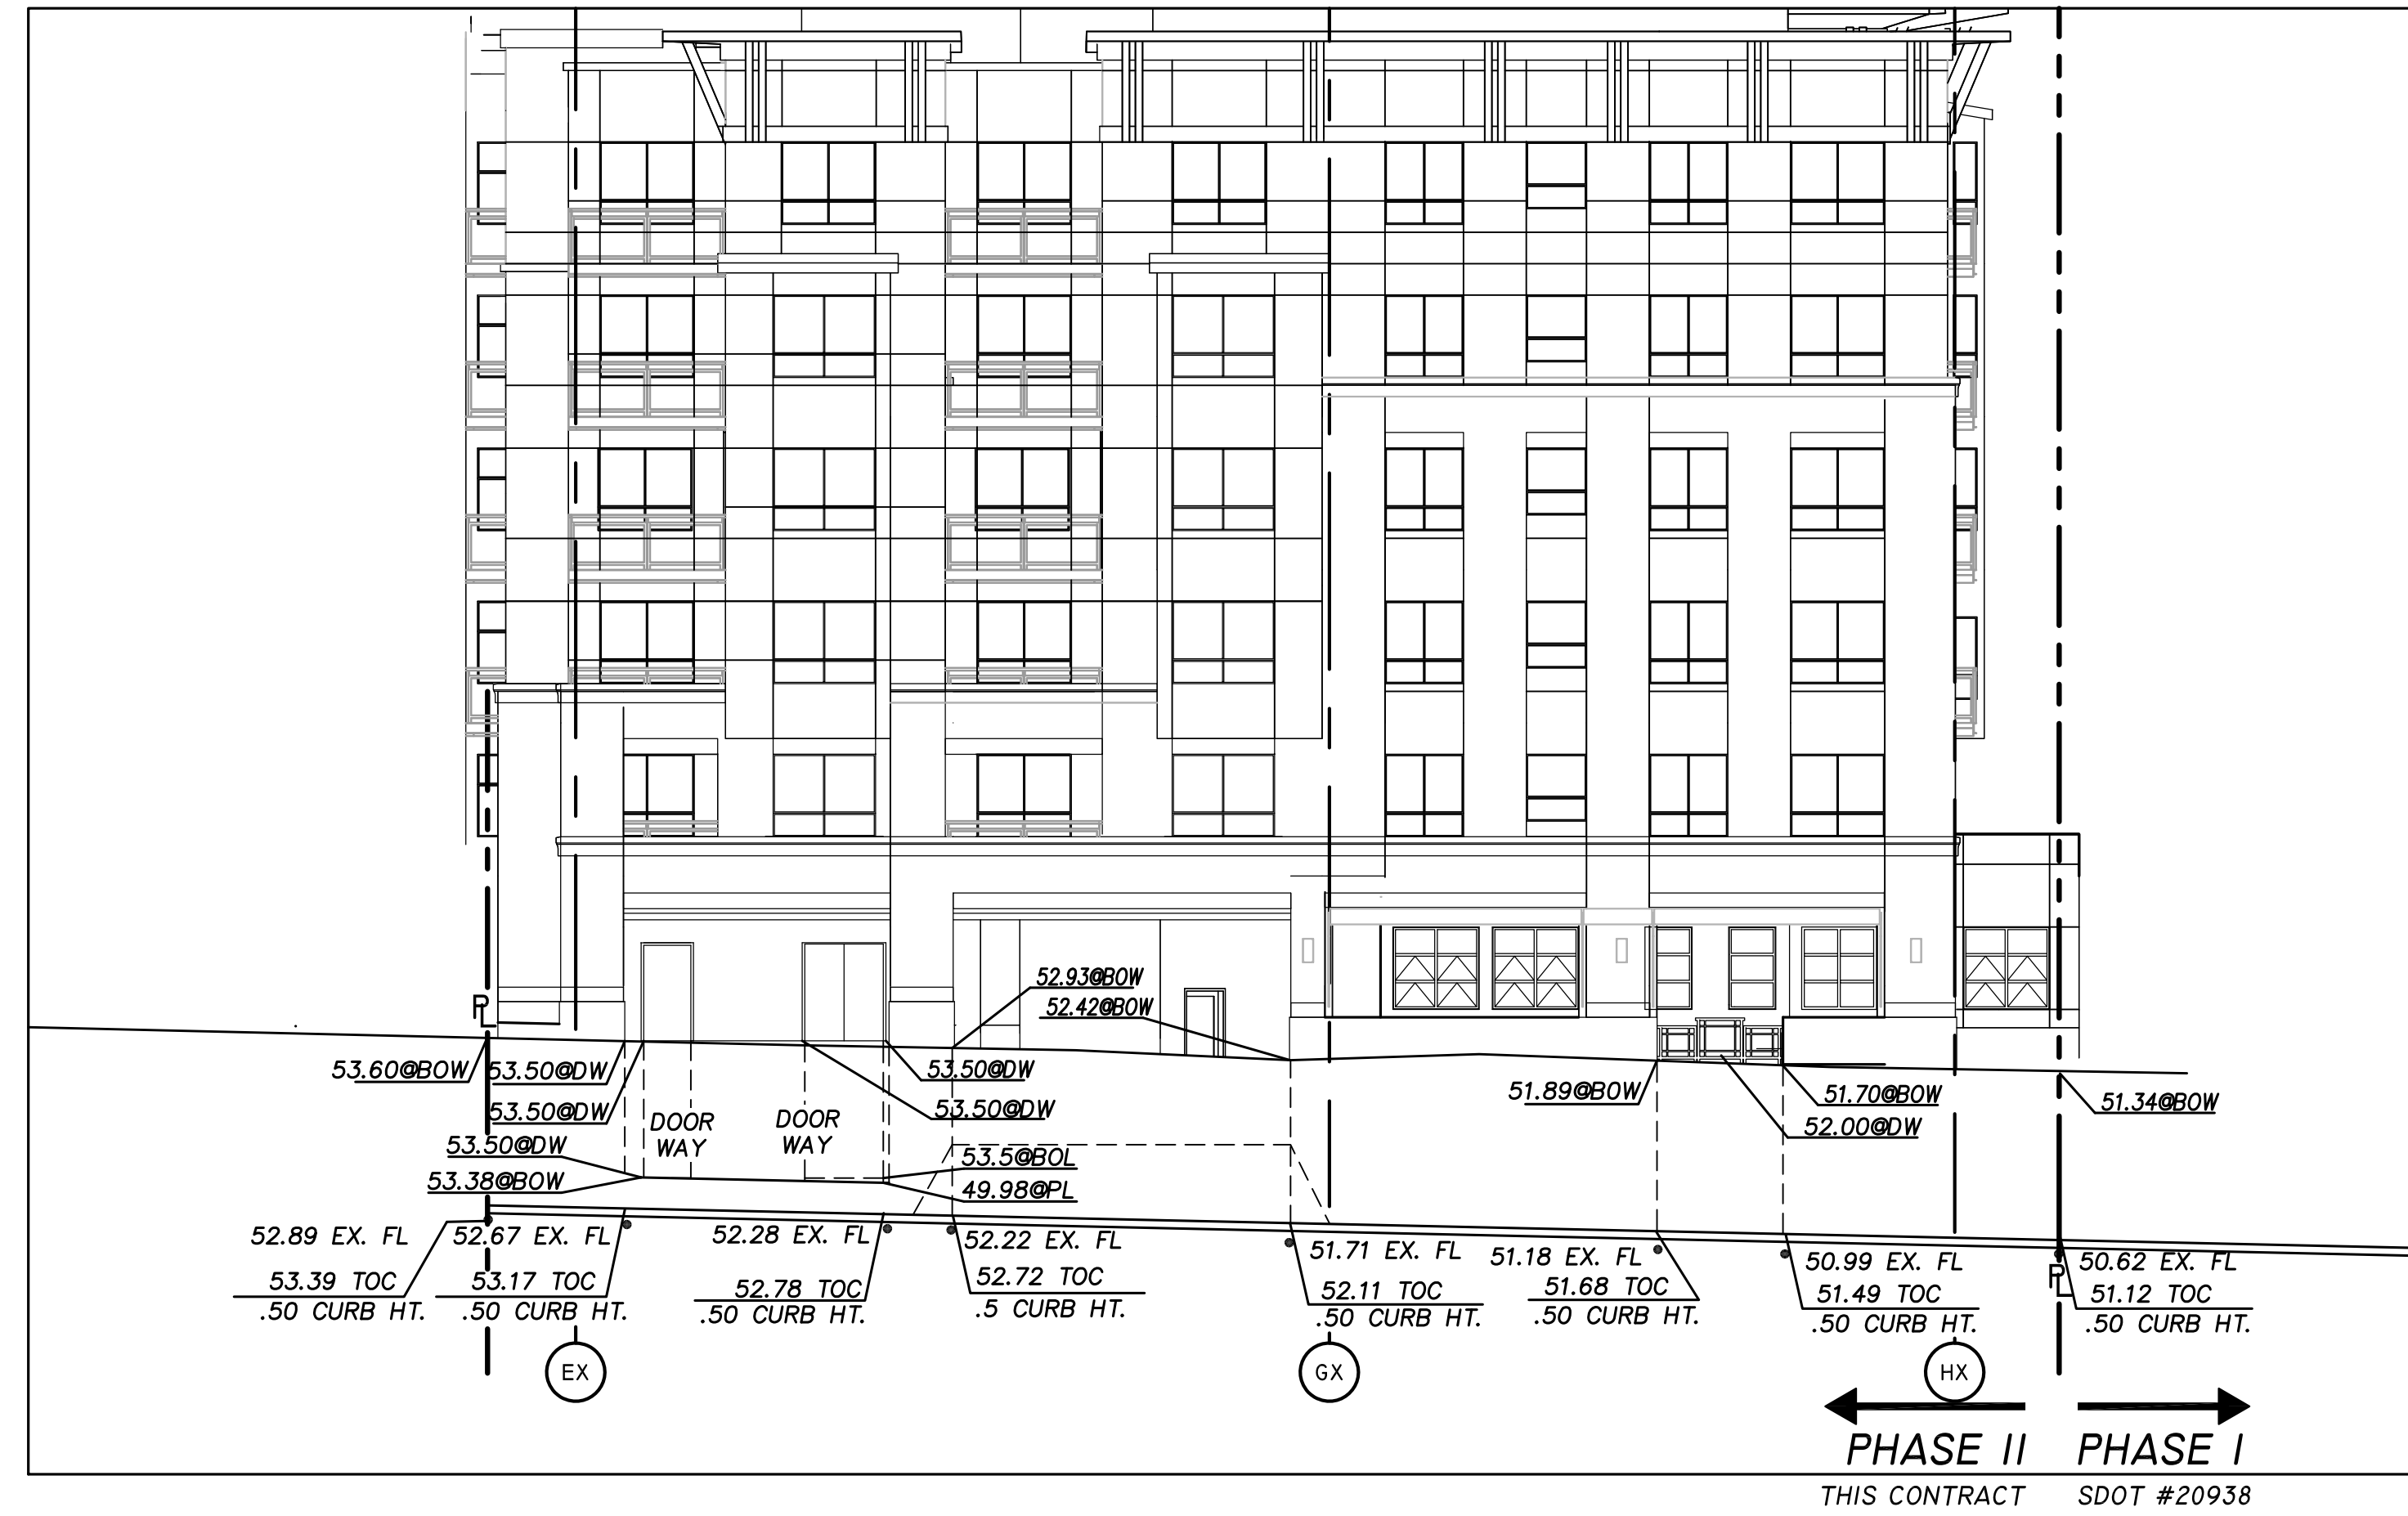 52.93@BOW
52.42@BOW
PL
53.60@BOW
53.50@DW
53.50@DW
53.50@DW
53.50@DW
DOOR
WAY
DOOR
WAY
51.89@BOW
51.70@BOW
52.00@DW
51.34@BOW
53.50@DW
53.38@BOW
53.5@BOL
49.98@PL
52.89 EX. FL
53.39 TOC
.50 CURB HT.
52.67 EX. FL
53.17 TOC
.50 CURB HT.
52.28 EX. FL
52.78 TOC
.50 CURB HT.
52.22 EX. FL
52.72 TOC
.5 CURB HT.
51.71 EX. FL
52.11 TOC
.50 CURB HT.
51.18 EX. FL
51.68 TOC
.50 CURB HT.
50.99 EX. FL
51.49 TOC
.50 CURB HT.
PL
50.62 EX. FL
51.12 TOC
.50 CURB HT.
EX
GX
HX
PHASE II
THIS CONTRACT
PHASE I
SDOT #20938